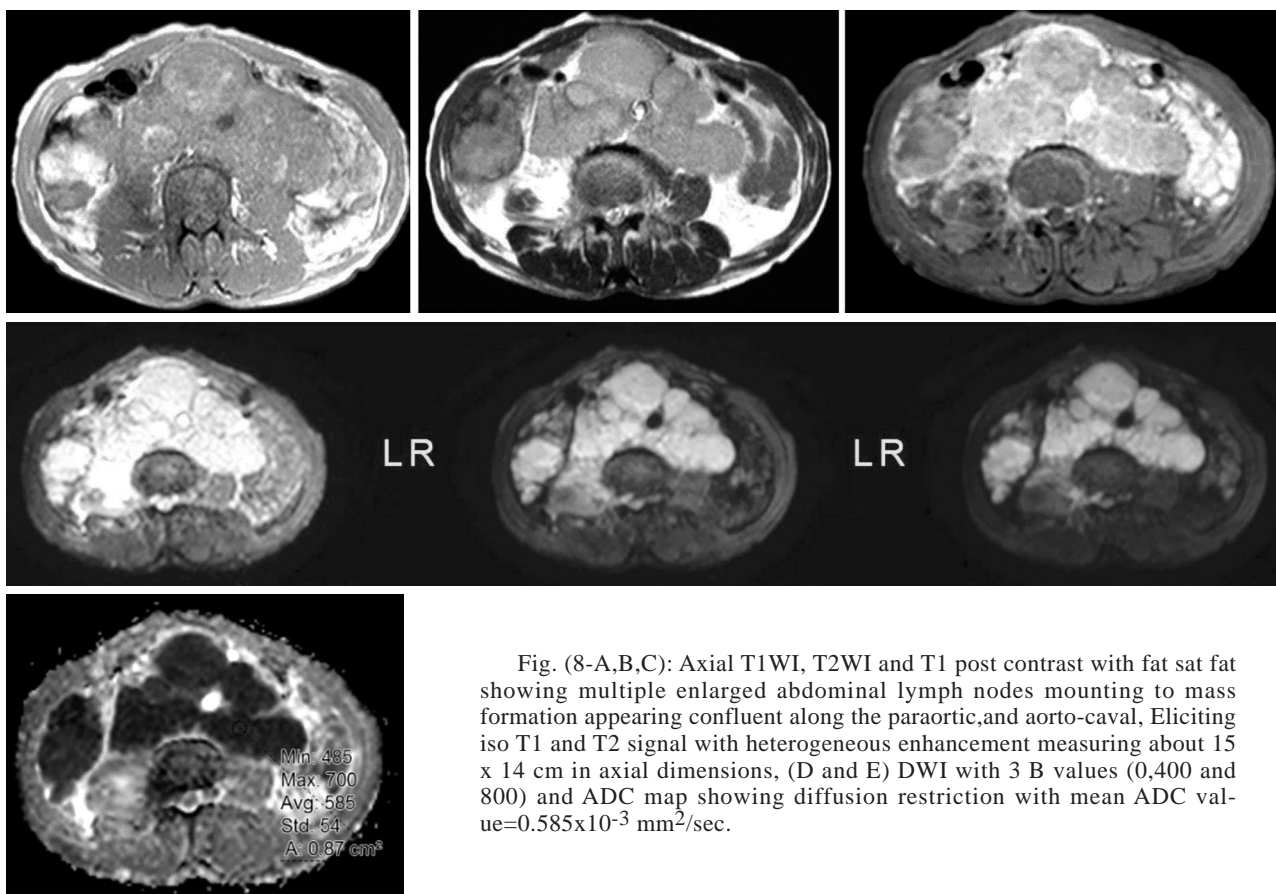 LR
LR
Min: 485
Max: 700
Avg: 585
Std: 54
A: 0.87 cm²
Fig. (8-A,B,C): Axial T1WI, T2WI and T1 post contrast with fat sat fat
showing multiple enlarged abdominal lymph nodes mounting to mass
formation appearing confluent along the paraortic,and aorto-caval, Eliciting
iso T1 and T2 signal with heterogeneous enhancement measuring about 15
x 14 cm in axial dimensions, (D and E) DWI with 3 B values (0,400 and
800) and ADC map showing diffusion restriction with mean ADC val-
ue=0.585x10⁻³ mm²/sec.